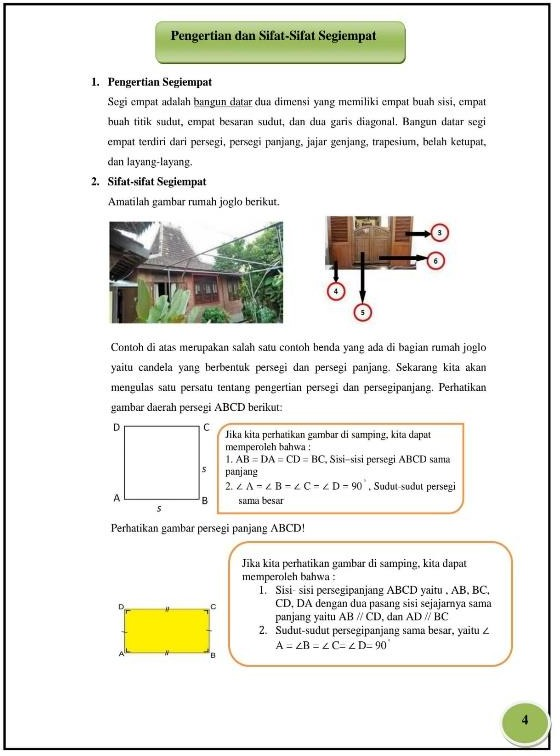 Pengertian dan Sifat-Sifat Segiempat
1. Pengertian Segiempat
Segi empat adalah bangun datar dua dimensi yang memiliki empat buah sisi, empat
buah titik sudut, empat besaran sudut, dan dua garis diagonal. Bangun datar segi
empat terdiri dari persegi, persegi panjang, jajar genjang, trapesium, belah ketupat,
dan layang-layang.
2. Sifat-sifat Segiempat
Amatilah gambar rumah joglo berikut.
3
6
4
5
Contoh di atas merupakan salah satu contoh benda yang ada di bagian rumah joglo
yaitu candela yang berbentuk persegi dan persegi panjang. Sekarang kita akan
mengulas satu persatu tentang pengertian persegi dan persegipanjang. Perhatikan
gambar daerah persegi ABCD berikut:
D C
s
A B
s
Jika kita perhatikan gambar di samping, kita dapat
memperoleh bahwa :
1. AB = DA = CD = BC, Sisi–sisi persegi ABCD sama
panjang
2. ∠ A = ∠ B = ∠ C = ∠ D = 90°, Sudut-sudut persegi
sama besar
Perhatikan gambar persegi panjang ABCD!
D C
A B
Jika kita perhatikan gambar di samping, kita dapat
memperoleh bahwa :
1. Sisi- sisi persegipanjang ABCD yaitu , AB, BC,
CD, DA dengan dua pasang sisi sejajarnya sama
panjang yaitu AB // CD, dan AD // BC
2. Sudut-sudut persegipanjang sama besar, yaitu ∠
A = ∠B = ∠ C= ∠ D= 90°
4